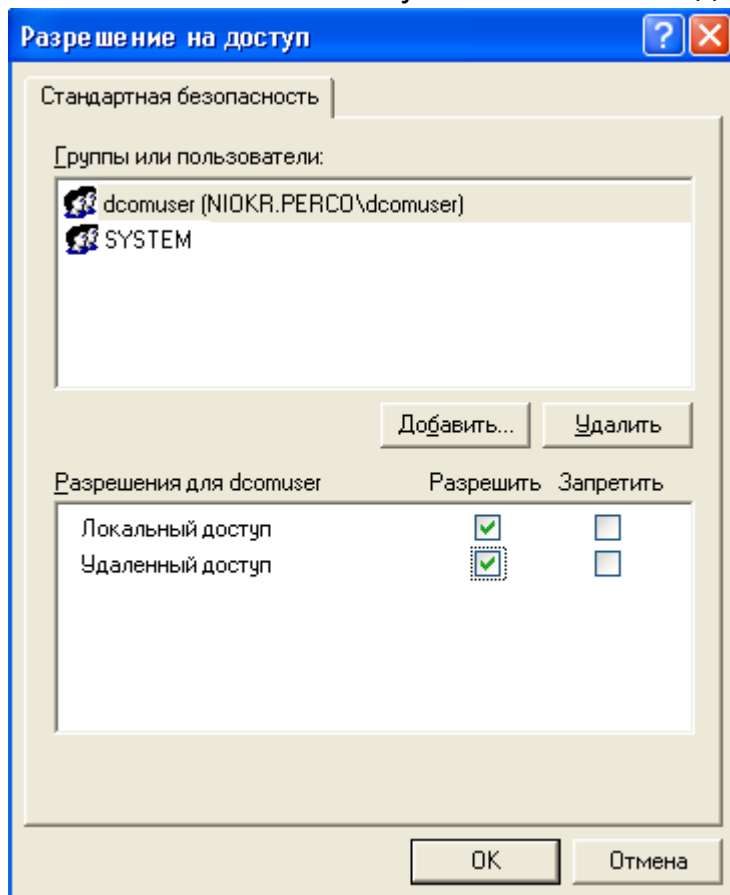 Разрешение на доступ
Стандартная безопасность
Группы или пользователи:
dcomuser (NIOKR.PERCO\dcomuser)
SYSTEM
Добавить... Удалить
Разрешения для dcomuser Разрешить Запретить
Локальный доступ
Удаленный доступ
OK Отмена